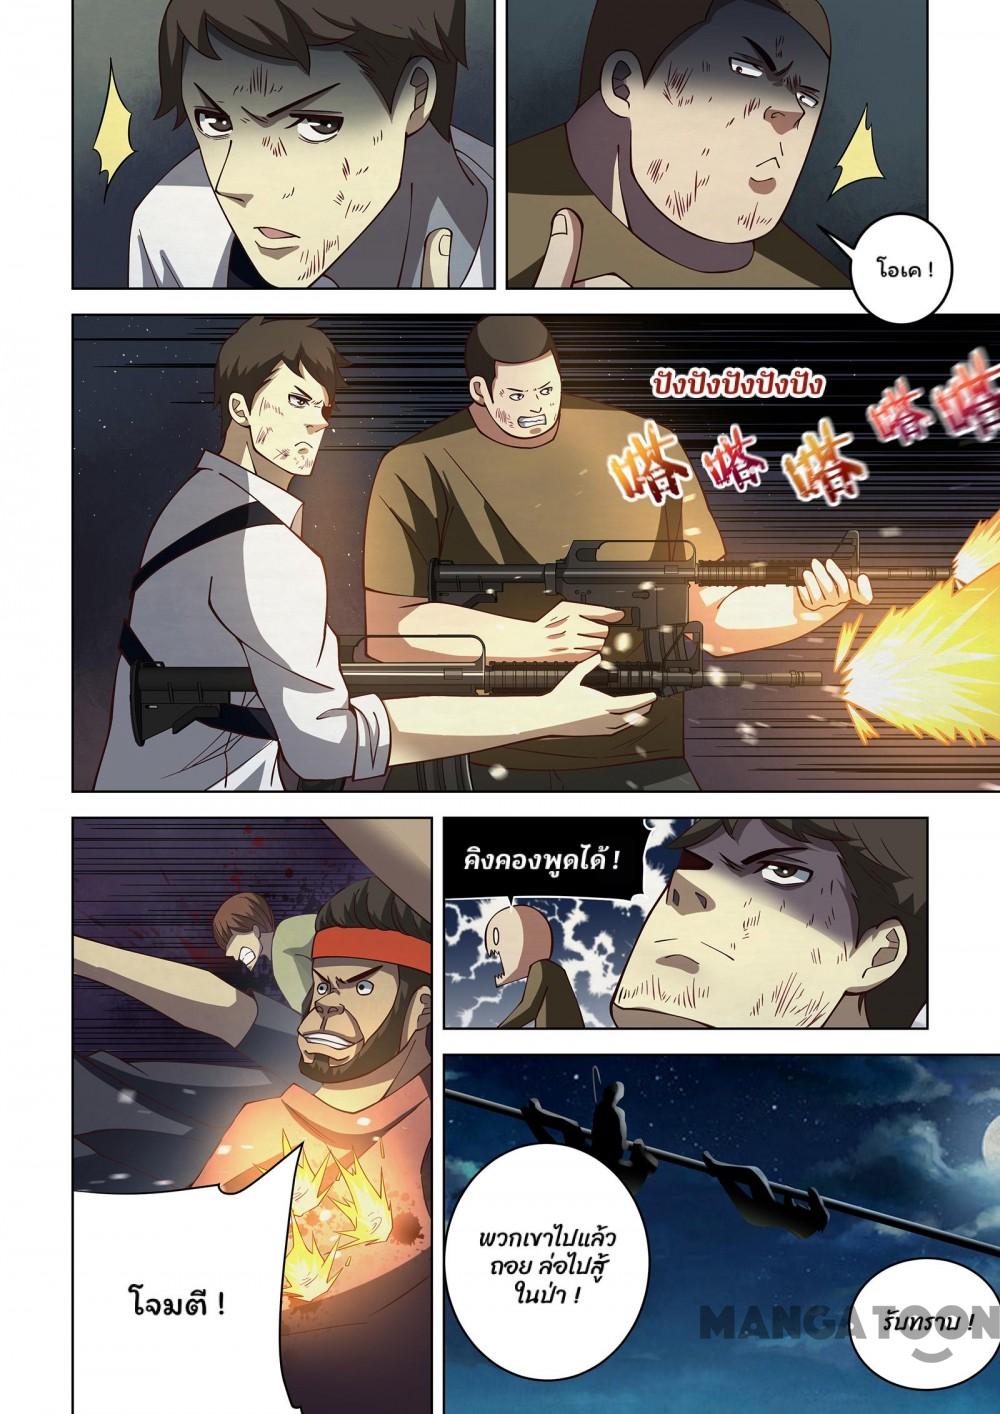 โอเค !
ปังปังปังปังปัง
嗒 嗒 嗒 嗒 嗒
คิงคองพูดได้ !
โจมตี !
พวกเขาไปแล้ว
ถอย ล่อไปสู้
ในป่า !
รับทราบ !
MANGATOON